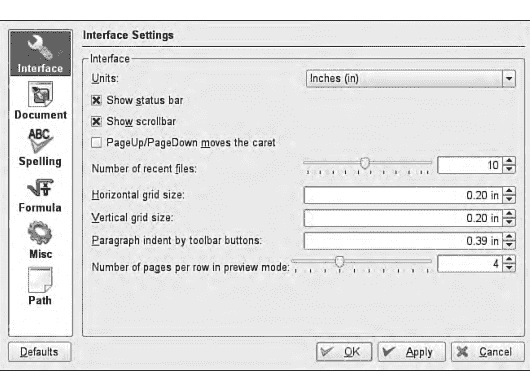 Interface Settings
Interface
Document
Spelling
Formula
Misc
Path
Interface
Units: Inches (in)
Show status bar
Show scrollbar
PageUp/PageDown moves the caret
Number of recent files: 10
Horizontal grid size: 0.20 in
Vertical grid size: 0.20 in
Paragraph indent by toolbar buttons: 0.39 in
Number of pages per row in preview mode: 4
Defaults OK Apply Cancel